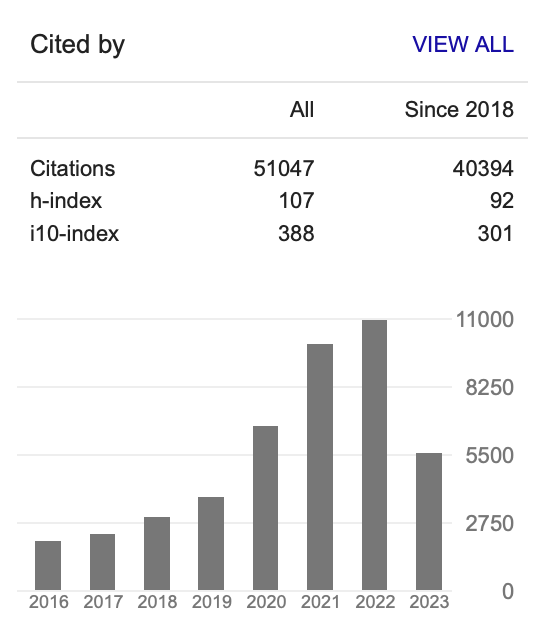 Cited by VIEW ALL
All Since 2018
Citations 51047 40394
h-index 107 92
i10-index 388 301
11000
8250
5500
2750
0
2016 2017 2018 2019 2020 2021 2022 2023